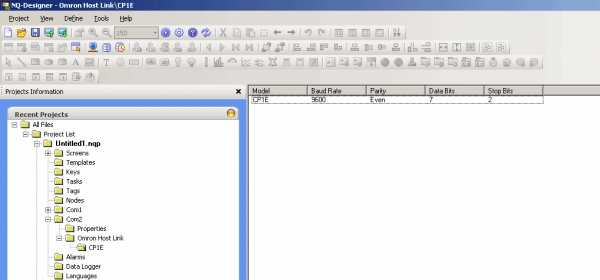 NQ-Designer - Omron Host Link\CP1E
Project View Define Tools Help
150
Projects Information
Model Baud Rate Parity Data Bits Stop Bits
CP1E 9600 Even 7 2
Recent Projects
All Files
Project List
Untitled1.nqp
Screens
Templates
Keys
Tasks
Tags
Nodes
Com1
Com2
Properties
Omron Host Link
CP1E
Alarms
Data Logger
Languages